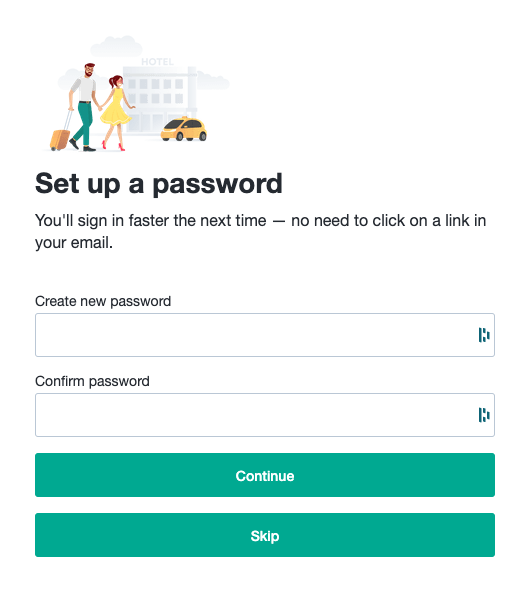 HOTEL
Set up a password
You'll sign in faster the next time — no need to click on a link in
your email.
Create new password
Confirm password
Continue
Skip